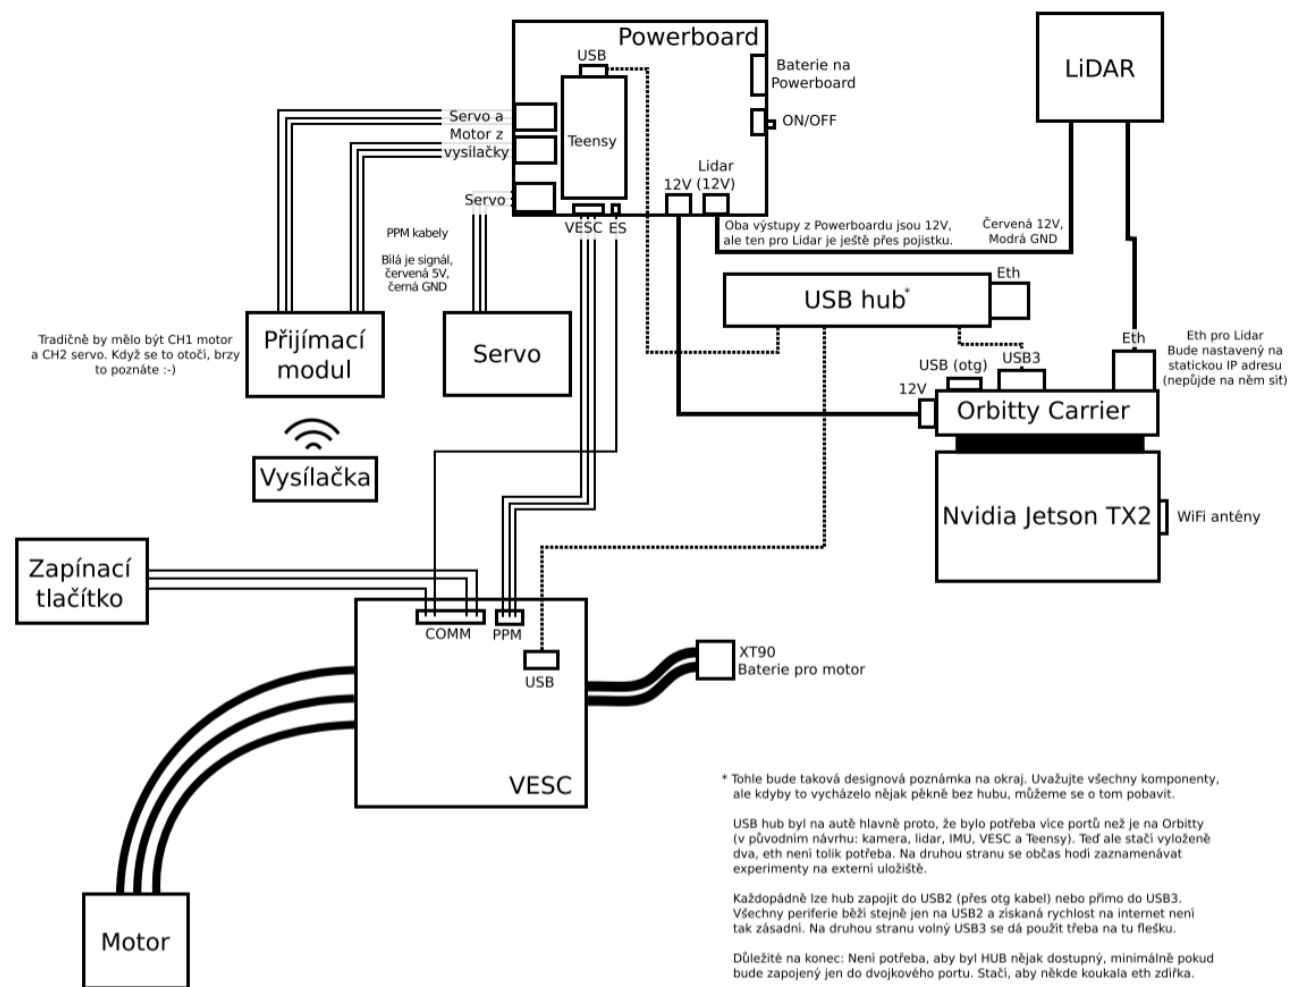 Powerboard
USB
Teensy
Baterie na
Powerboard
ON/OFF
LiDAR
Servo a
Motor z
vysílačky
Servo
Lidar
12V (12V)
VESC ES
PPM kabely
Bílá je signál,
červená 5V,
černá GND
Oba výstupy z Powerboardu jsou 12V,
ale ten pro Lidar je ještě přes pojistku.
Červená 12V,
Modrá GND
USB hub*
Eth
Tradičně by mělo být CH1 motor
a CH2 servo. Když se to otočí, brzy
to poznáte :-)
Přijímací
modul
Servo
Eth
Eth pro Lidar
Bude nastavený na
statickou IP adresu
(nepůjde na něm síť)
USB (otg)
USB3
12V
Orbitty Carrier
Vysílačka
Nvidia Jetson TX2
WiFi antény
Zapínací
tlačítko
COMM
PPM
USB
XT90
Baterie pro motor
VESC
Motor
* Tohle bude taková designová poznámka na okraj. Uvažujte všechny komponenty,
ale kdyby to vycházelo nějak pěkně bez hubu, můžeme se o tom pobavit.
USB hub byl na autě hlavně proto, že bylo potřeba více portů než je na Orbitty
(v původním návrhu: kamera, lidar, IMU, VESC a Teensy). Teď ale stačí vyloženě
dva, eth není tolik potřeba. Na druhou stranu se občas hodí zaznamenávat
experimenty na externí uložiště.
Každopádně lze hub zapojit do USB2 (přes otg kabel) nebo přímo do USB3.
Všechny periferie běží stejně jen na USB2 a získaná rychlost na internet není
tak zásadní. Na druhou stranu volný USB3 se dá použít třeba na tu flešku.
Důležité na konec: Není potřeba, aby byl HUB nějak dostupný, minimálně pokud
bude zapojený jen do dvojkového portu. Stačí, aby někde koukala eth zdířka.